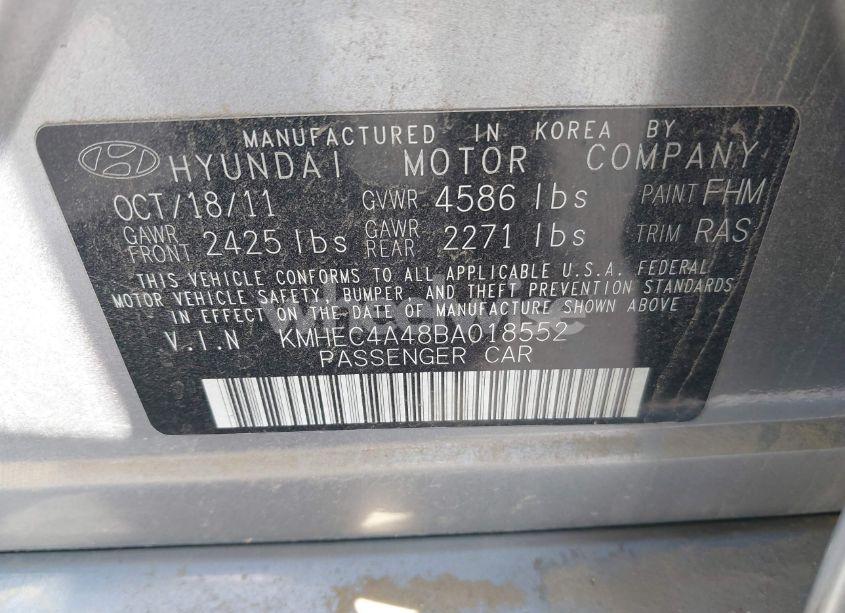 MANUFACTURED IN KOREA BY
HYUNDAI MOTOR COMPANY
OCT/18/11 GVWR 4586 lbs PAINT FHM
GAWR FRONT 2425 lbs GAWR REAR 2271 lbs TRIM RAS
THIS VEHICLE CONFORMS TO ALL APPLICABLE U.S.A. FEDERAL
MOTOR VEHICLE SAFETY, BUMPER, AND THEFT PREVENTION STANDARDS
IN EFFECT ON THE DATE OF MANUFACTURE SHOWN ABOVE
V.I.N KMHEC4A48BA018552
PASSENGER CAR
wheelwise